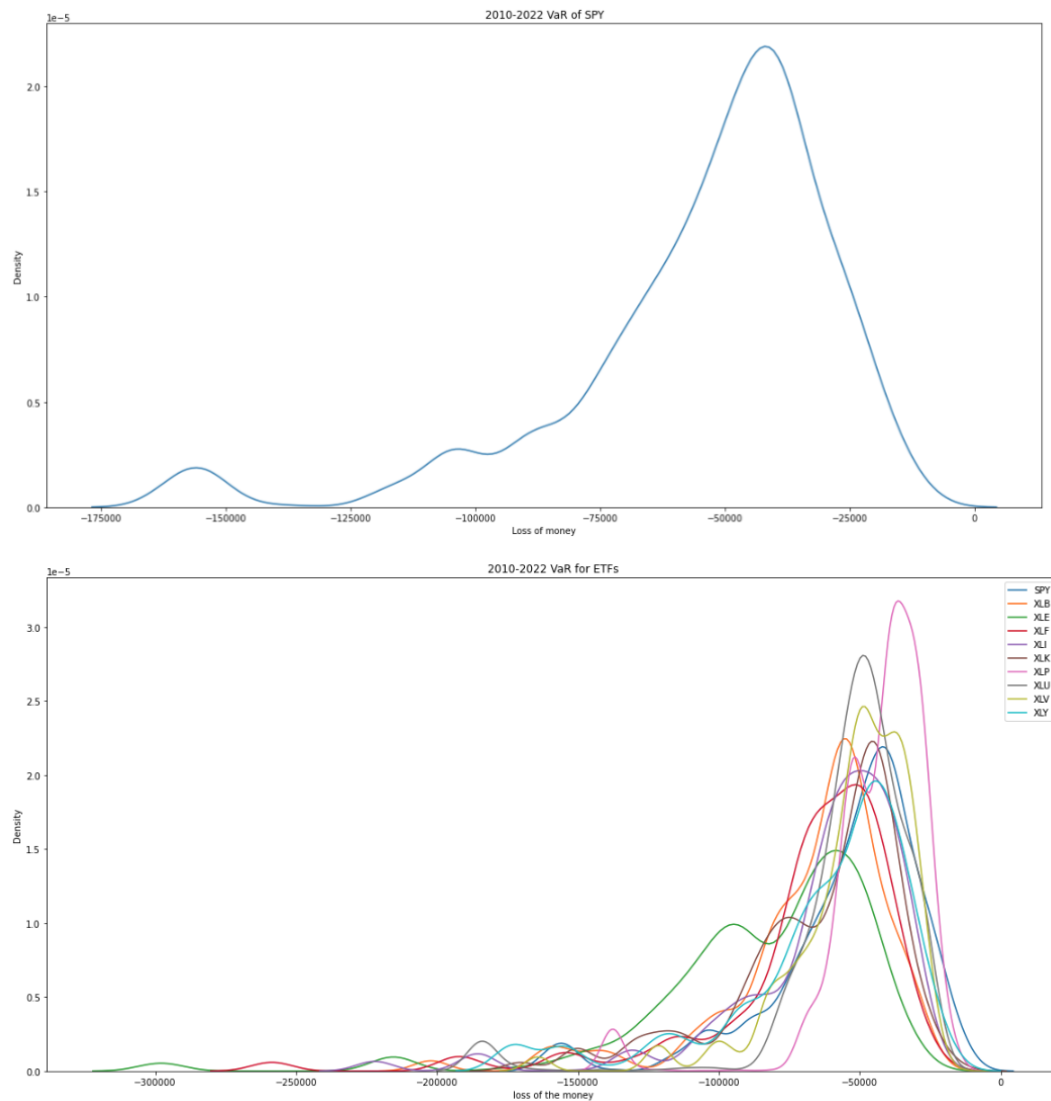 2010-2022 VaR of SPY
1e−5
2.0
1.5
1.0
0.5
0.0
Density
−175000 −150000 −125000 −100000 −75000 −50000 −25000 0
Loss of money
2010-2022 VaR for ETFs
1e−5
3.0
2.5
2.0
1.5
1.0
0.5
0.0
Density
SPY
XLB
XLE
XLF
XLI
XLK
XLP
XLU
XLV
XLY
−300000 −250000 −200000 −150000 −100000 −50000 0
loss of the money